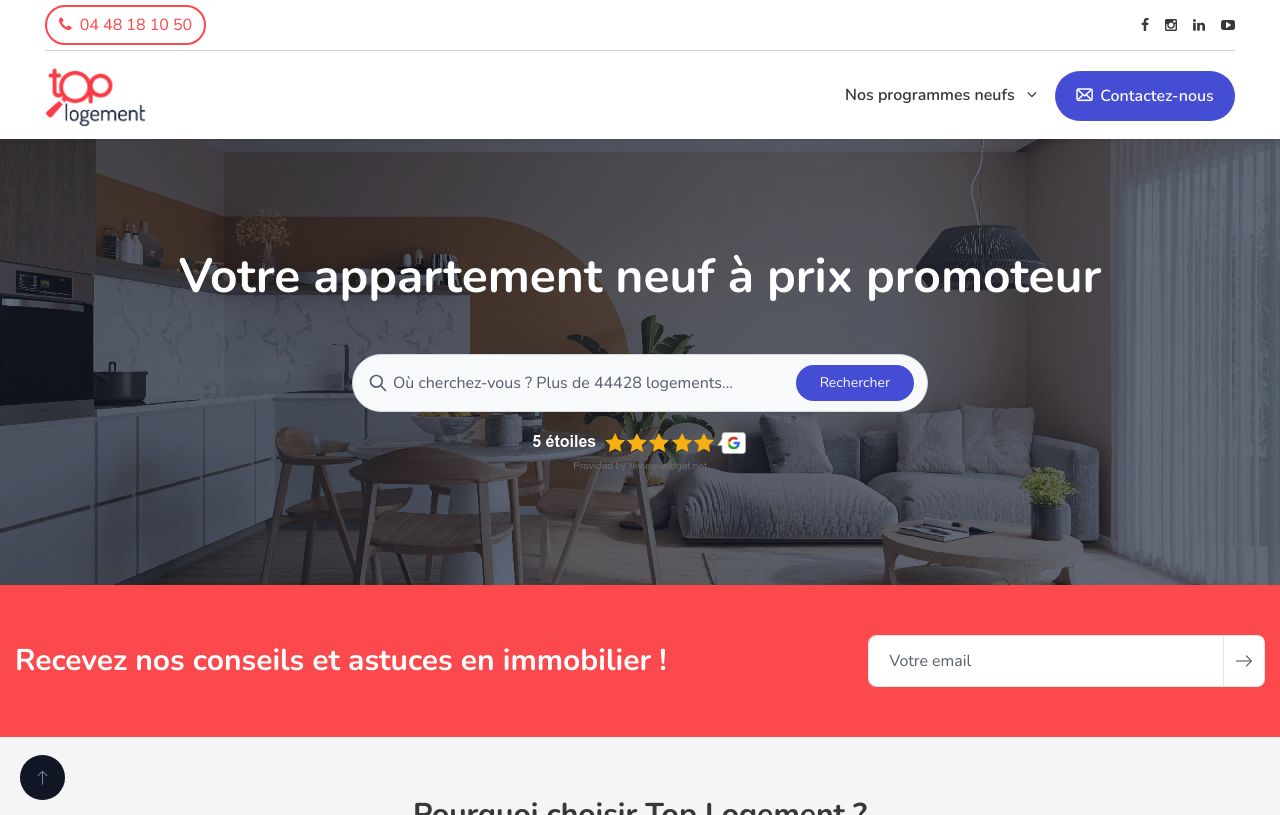 04 48 18 10 50
top
logement
Nos programmes neufs
Contactez-nous
Votre appartement neuf à prix promoteur
Où cherchez-vous ? Plus de 44428 logements...
Rechercher
5 étoiles
Provided by review-widget.net
Recevez nos conseils et astuces en immobilier !
Votre email
Pourquoi choisir Top Logement ?